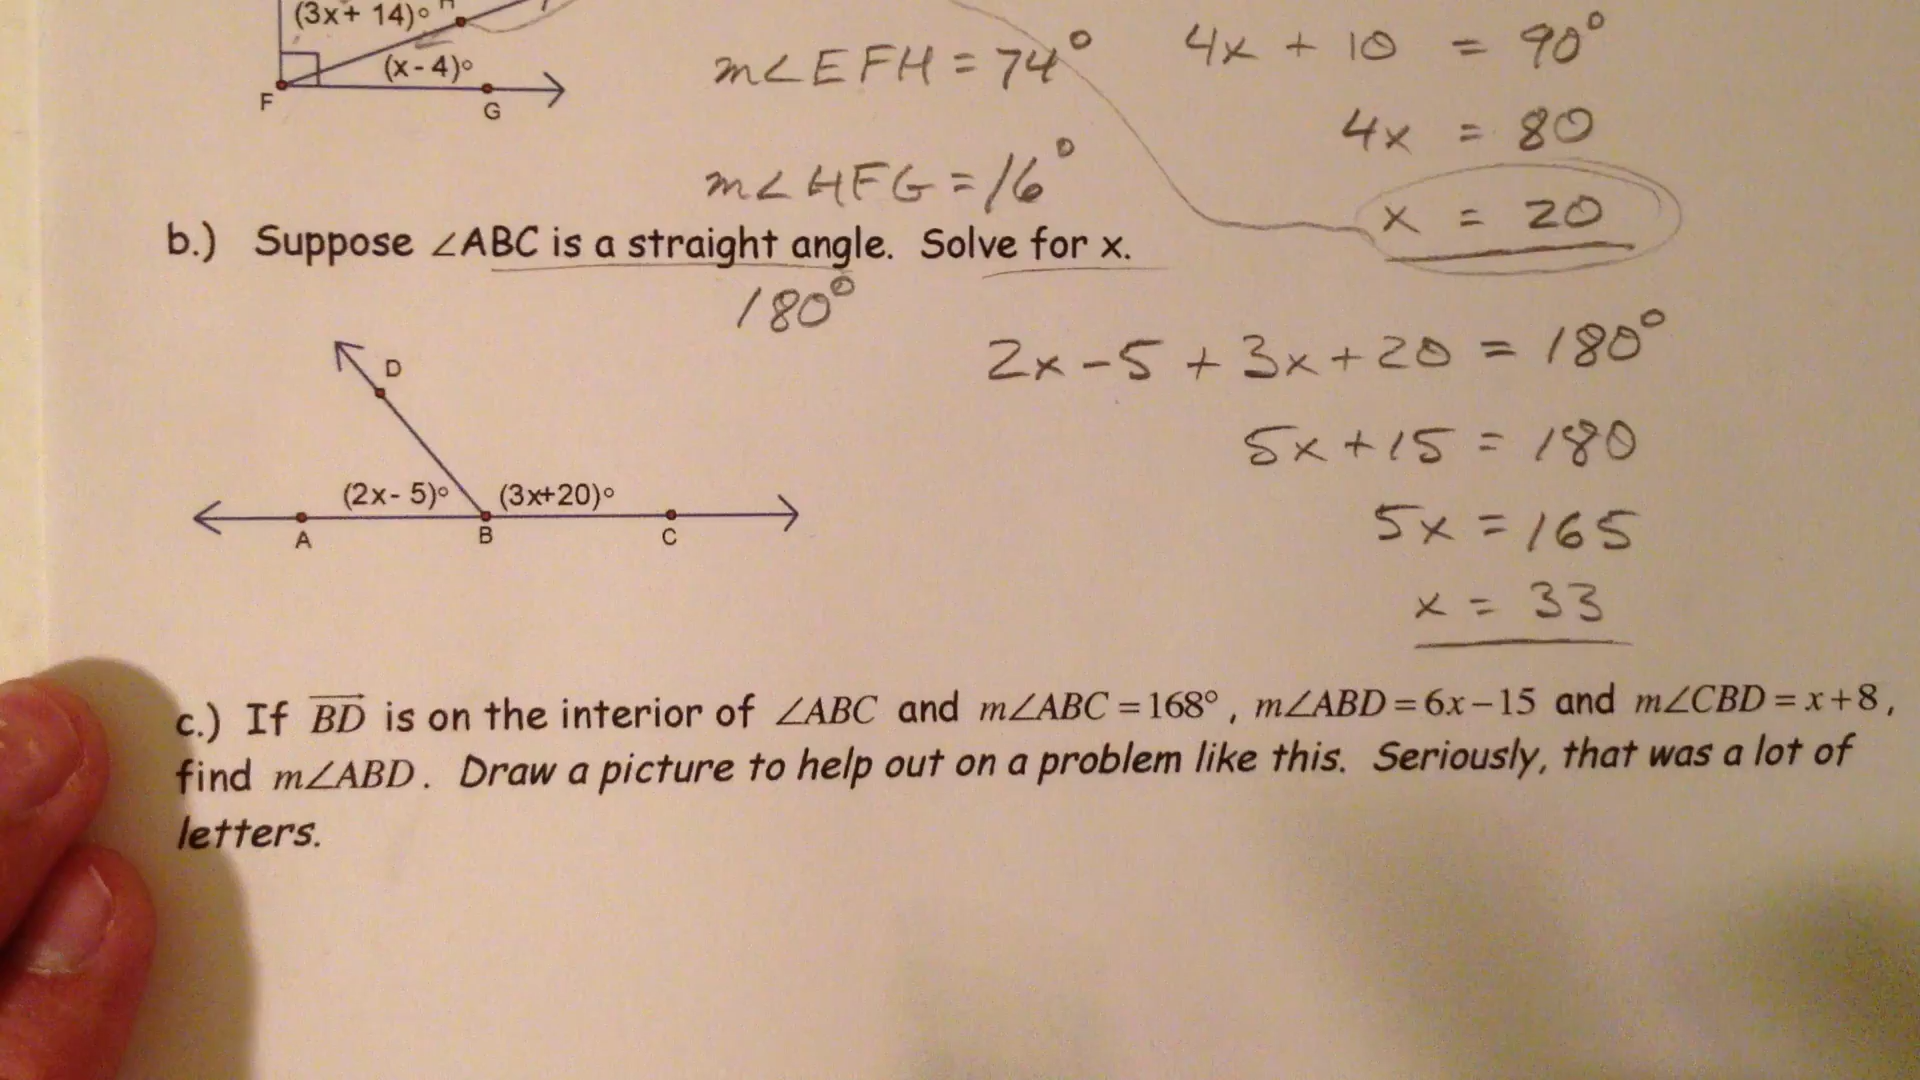 (3x+ 14)°
H
(x-4)°
F
G
m∠EFH = 74°
m∠HFG = 16°
4x + 10 = 90°
4x = 80
x = 20
b.) Suppose ∠ABC is a straight angle. Solve for x.
180°
D
(2x- 5)°
(3x+20)°
A
B
C
2x-5 + 3x+20 = 180°
5x+15 = 180
5x = 165
x = 33
c.) If BD is on the interior of ∠ABC and m∠ABC = 168°, m∠ABD = 6x−15 and m∠CBD = x+8,
find m∠ABD. Draw a picture to help out on a problem like this. Seriously, that was a lot of
letters.